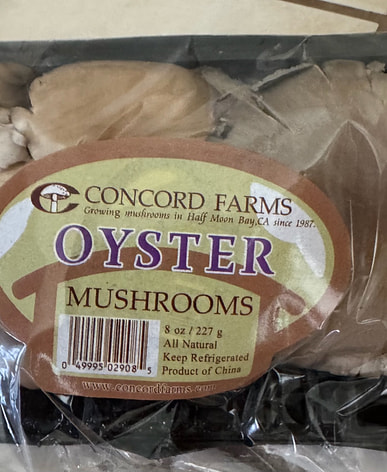 CONCORD FARMS
Growing mushrooms in Half Moon Bay,CA since 1987.
OYSTER
MUSHROOMS
8 oz / 227 g
All Natural
Keep Refrigerated
Product of China
0 49995 02908 5
www.concordfarms.com